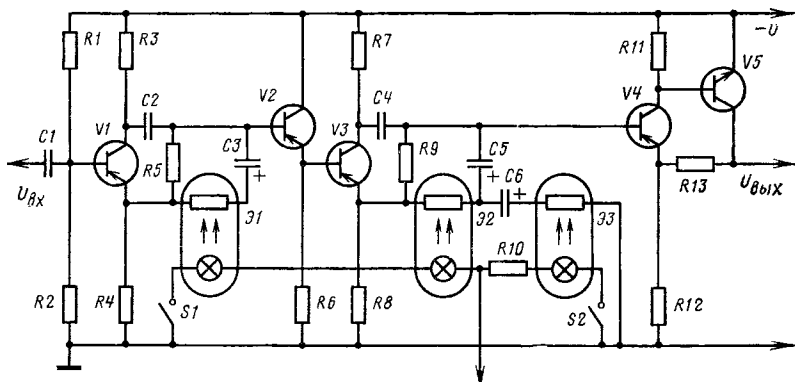 R1
R3
R7
R11
-U
V5
C2
V2
C4
V4
C1
V1
C3
V3
R5
R9
C5
C6
+
+
+
R13
Uвх
Uвых
Э1
Э2
Э3
R10
R2
R4
S1
R6
R8
S2
R12